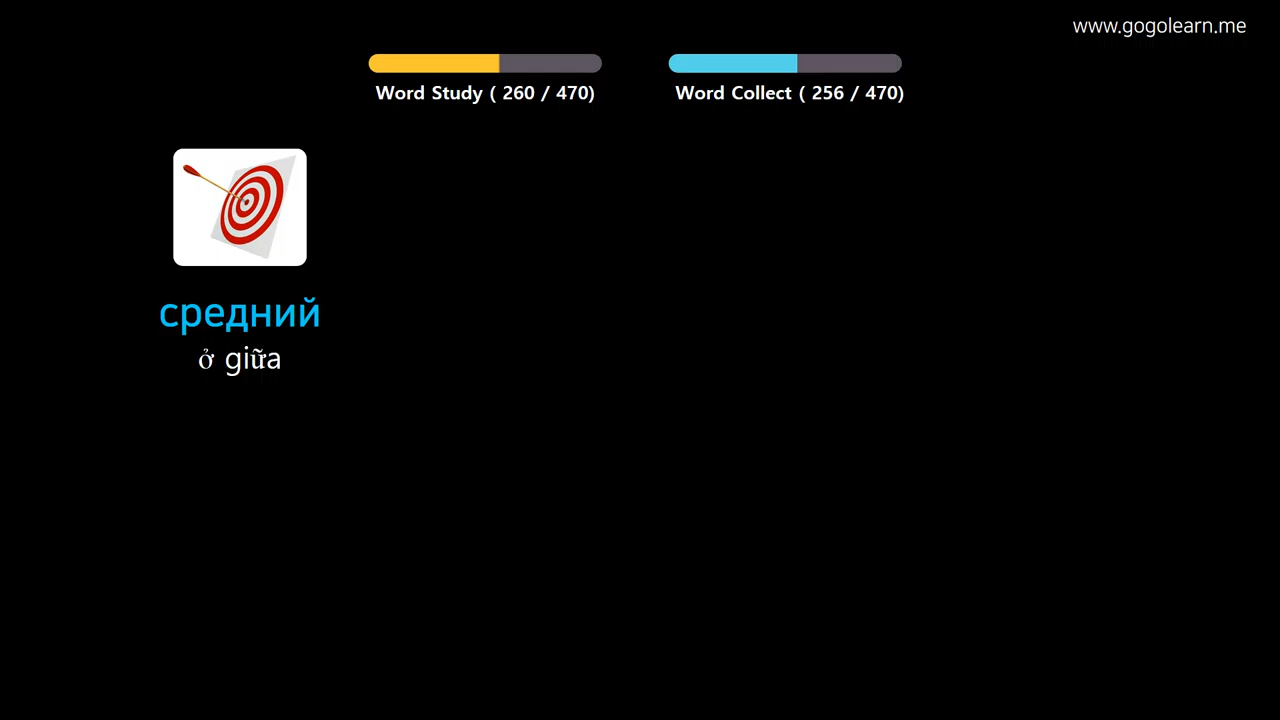 www.gogolearn.me
Word Study ( 260 / 470)
Word Collect ( 256 / 470)
средний
ở giữa